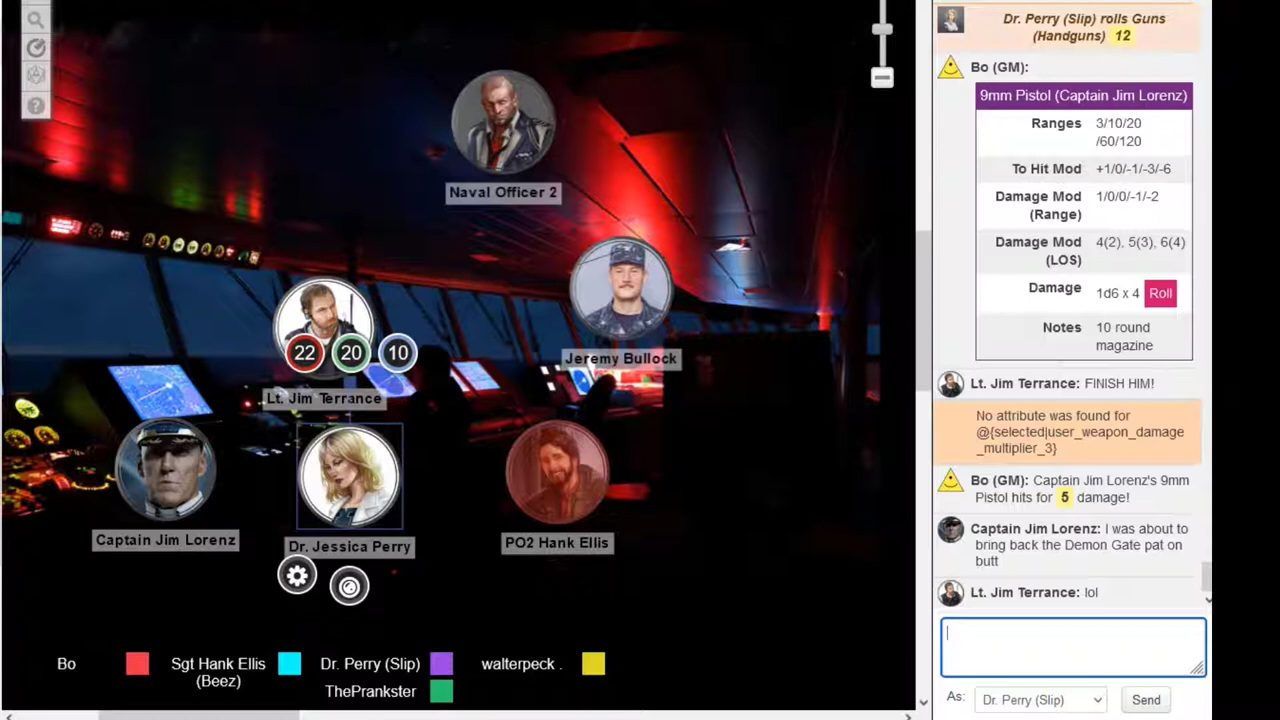 Naval Officer 2
Jeremy Bullock
22
20
10
Lt. Jim Terrance
Captain Jim Lorenz
Dr. Jessica Perry
PO2 Hank Ellis
Bo
Sgt Hank Ellis
(Beez)
Dr. Perry (Slip)
walterpeck .
ThePrankster
Dr. Perry (Slip) rolls Guns
(Handguns) 12
Bo (GM):
9mm Pistol (Captain Jim Lorenz)
Ranges 3/10/20
/60/120
To Hit Mod +1/0/-1/-3/-6
Damage Mod 1/0/0/-1/-2
(Range)
Damage Mod 4(2), 5(3), 6(4)
(LOS)
Damage 1d6 x 4 Roll
Notes 10 round
magazine
Lt. Jim Terrance: FINISH HIM!
No attribute was found for
@{selected|user_weapon_damage
_multiplier_3}
Bo (GM): Captain Jim Lorenz's 9mm
Pistol hits for 5 damage!
Captain Jim Lorenz: I was about to
bring back the Demon Gate pat on
butt
Lt. Jim Terrance: lol
As: Dr. Perry (Slip) Send